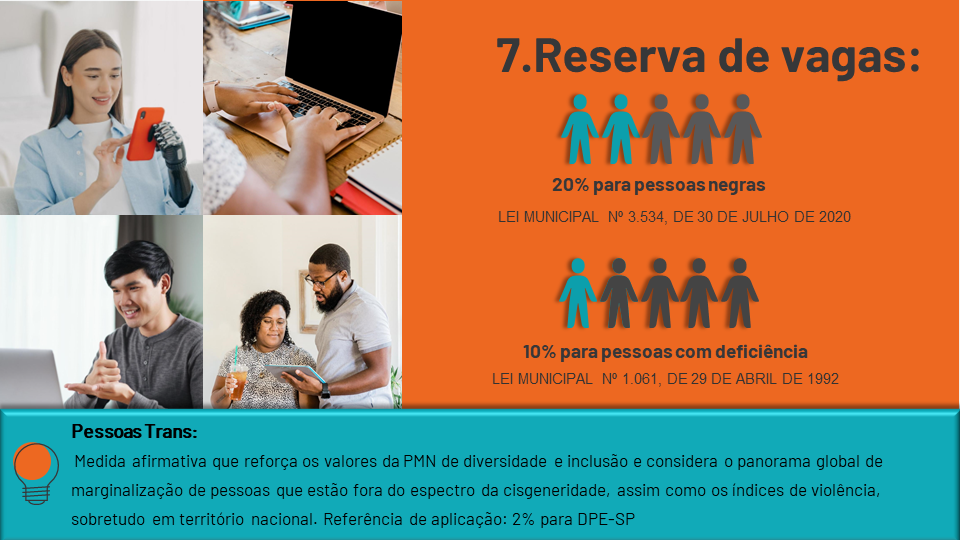 7.Reserva de vagas:
20% para pessoas negras
LEI MUNICIPAL Nº 3.534, DE 30 DE JULHO DE 2020
10% para pessoas com deficiência
LEI MUNICIPAL Nº 1.061, DE 29 DE ABRIL DE 1992
Pessoas Trans:
Medida afirmativa que reforça os valores da PMN de diversidade e inclusão e considera o panorama global de
marginalização de pessoas que estão fora do espectro da cisgeneridade, assim como os índices de violência,
sobretudo em território nacional. Referência de aplicação: 2% para DPE-SP